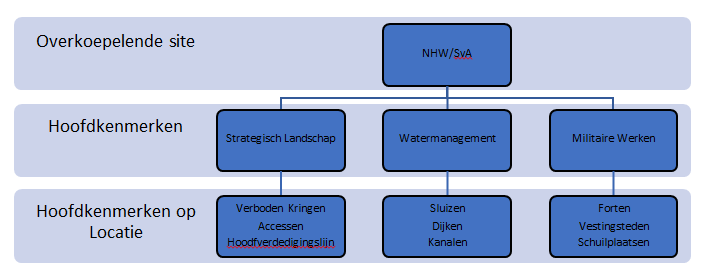 Overkoepelende site
NHW/SvA
Hoofdkenmerken
Strategisch Landschap
Watermanagement
Militaire Werken
Hoofdkenmerken op
Locatie
Verboden Kringen
Accessen
Hoodfverdedigingslijn
Sluizen
Dijken
Kanalen
Forten
Vestingsteden
Schuilplaatsen